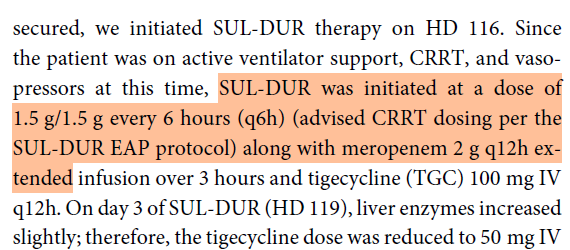 secured, we initiated SUL-DUR therapy on HD 116. Since
the patient was on active ventilator support, CRRT, and vaso-
pressors at this time, SUL-DUR was initiated at a dose of
1.5 g/1.5 g every 6 hours (q6h) (advised CRRT dosing per the
SUL-DUR EAP protocol) along with meropenem 2 g q12h ex-
tended infusion over 3 hours and tigecycline (TGC) 100 mg IV
q12h. On day 3 of SUL-DUR (HD 119), liver enzymes increased
slightly; therefore, the tigecycline dose was reduced to 50 mg IV